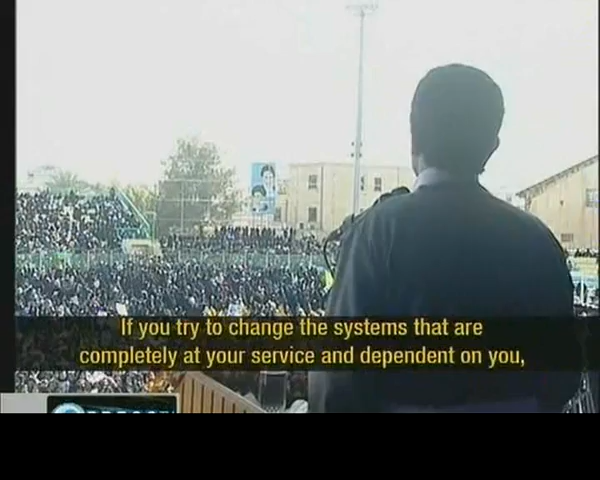 If you try to change the systems that are
completely at your service and dependent on you,